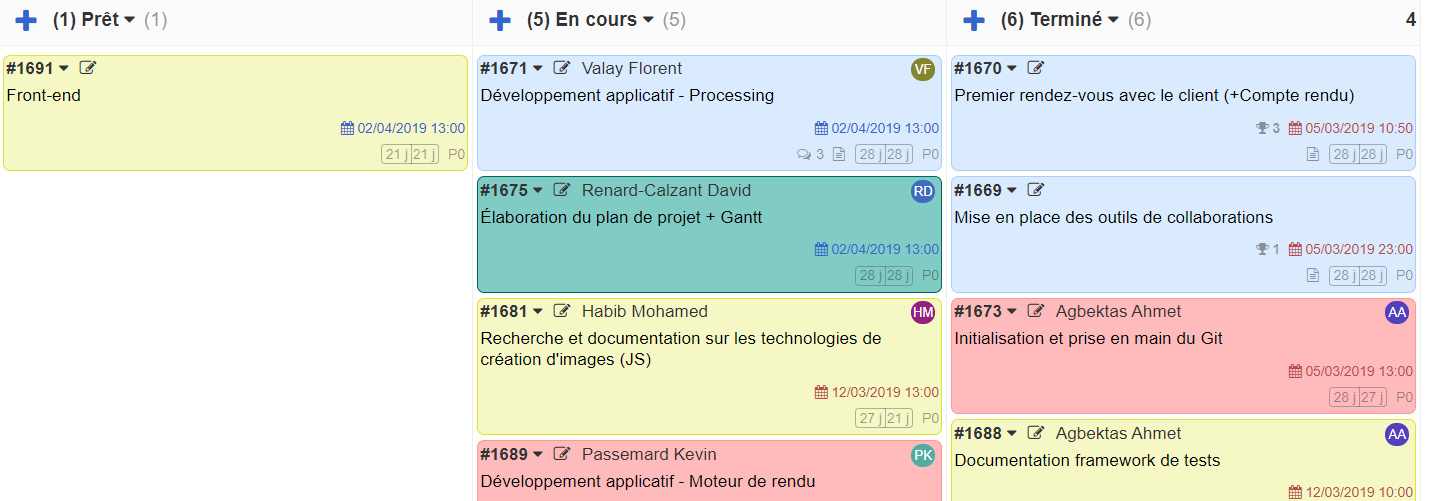 (1) Prêt (1)
#1691
Front-end
02/04/2019 13:00
21 j 21 j P0
(5) En cours (5)
#1671 Valay Florent VF
Développement applicatif - Processing
02/04/2019 13:00
3 28 j 28 j P0
#1675 Renard-Calzant David RD
Élaboration du plan de projet + Gantt
02/04/2019 13:00
28 j 28 j P0
#1681 Habib Mohamed HM
Recherche et documentation sur les technologies de
création d'images (JS)
12/03/2019 13:00
27 j 21 j P0
#1689 Passemard Kevin PK
Développement applicatif - Moteur de rendu
(6) Terminé (6) 4
#1670
Premier rendez-vous avec le client (+Compte rendu)
3 05/03/2019 10:50
28 j 28 j P0
#1669
Mise en place des outils de collaborations
1 05/03/2019 23:00
28 j 28 j P0
#1673 Agbektas Ahmet AA
Initialisation et prise en main du Git
05/03/2019 13:00
28 j 27 j P0
#1688 Agbektas Ahmet AA
Documentation framework de tests
12/03/2019 10:00